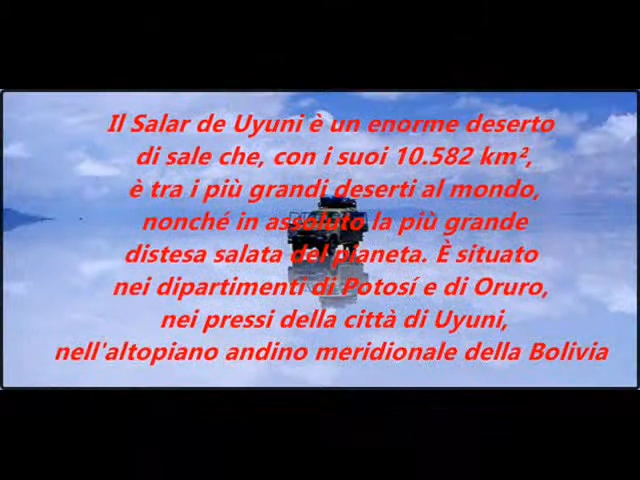 Il Salar de Uyuni è un enorme deserto
di sale che, con i suoi 10.582 km²,
è tra i più grandi deserti al mondo,
nonché in assoluto la più grande
distesa salata del pianeta. È situato
nei dipartimenti di Potosí e di Oruro,
nei pressi della città di Uyuni,
nell'altopiano andino meridionale della Bolivia